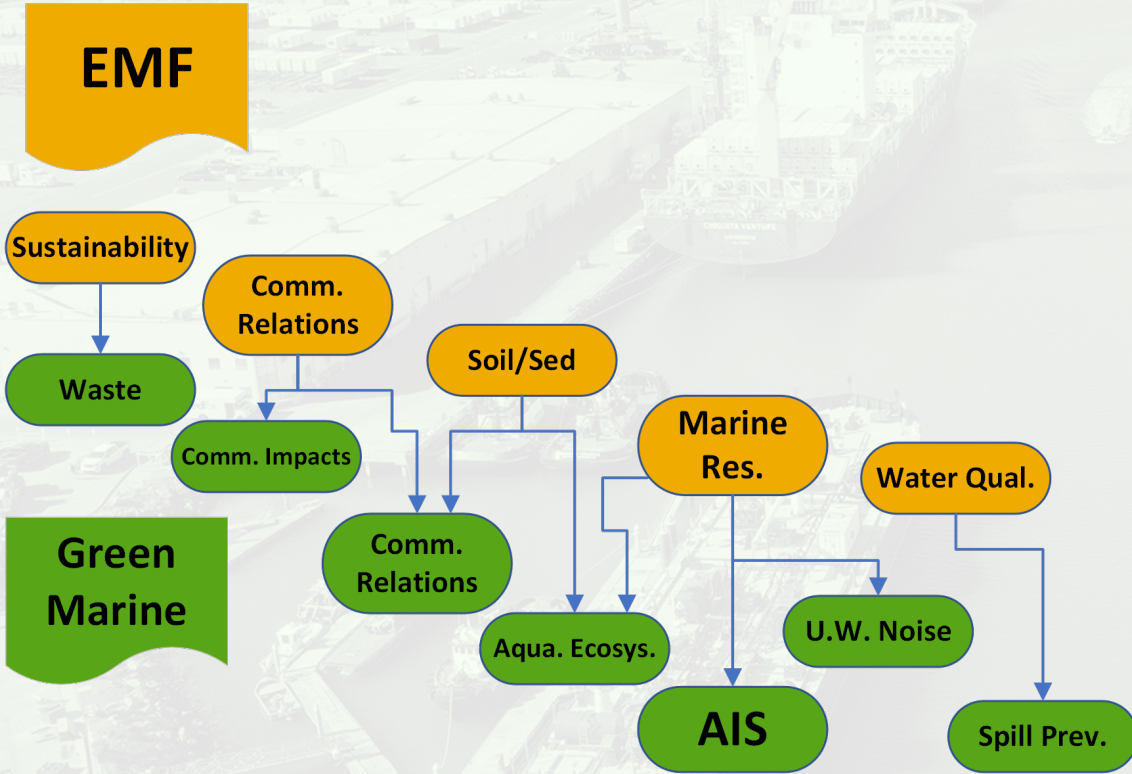 EMF
Sustainability
Comm.
Relations
Soil/Sed
Marine
Res.
Water Qual.
Waste
Comm. Impacts
Green
Marine
Comm.
Relations
Aqua. Ecosys.
U.W. Noise
AIS
Spill Prev.